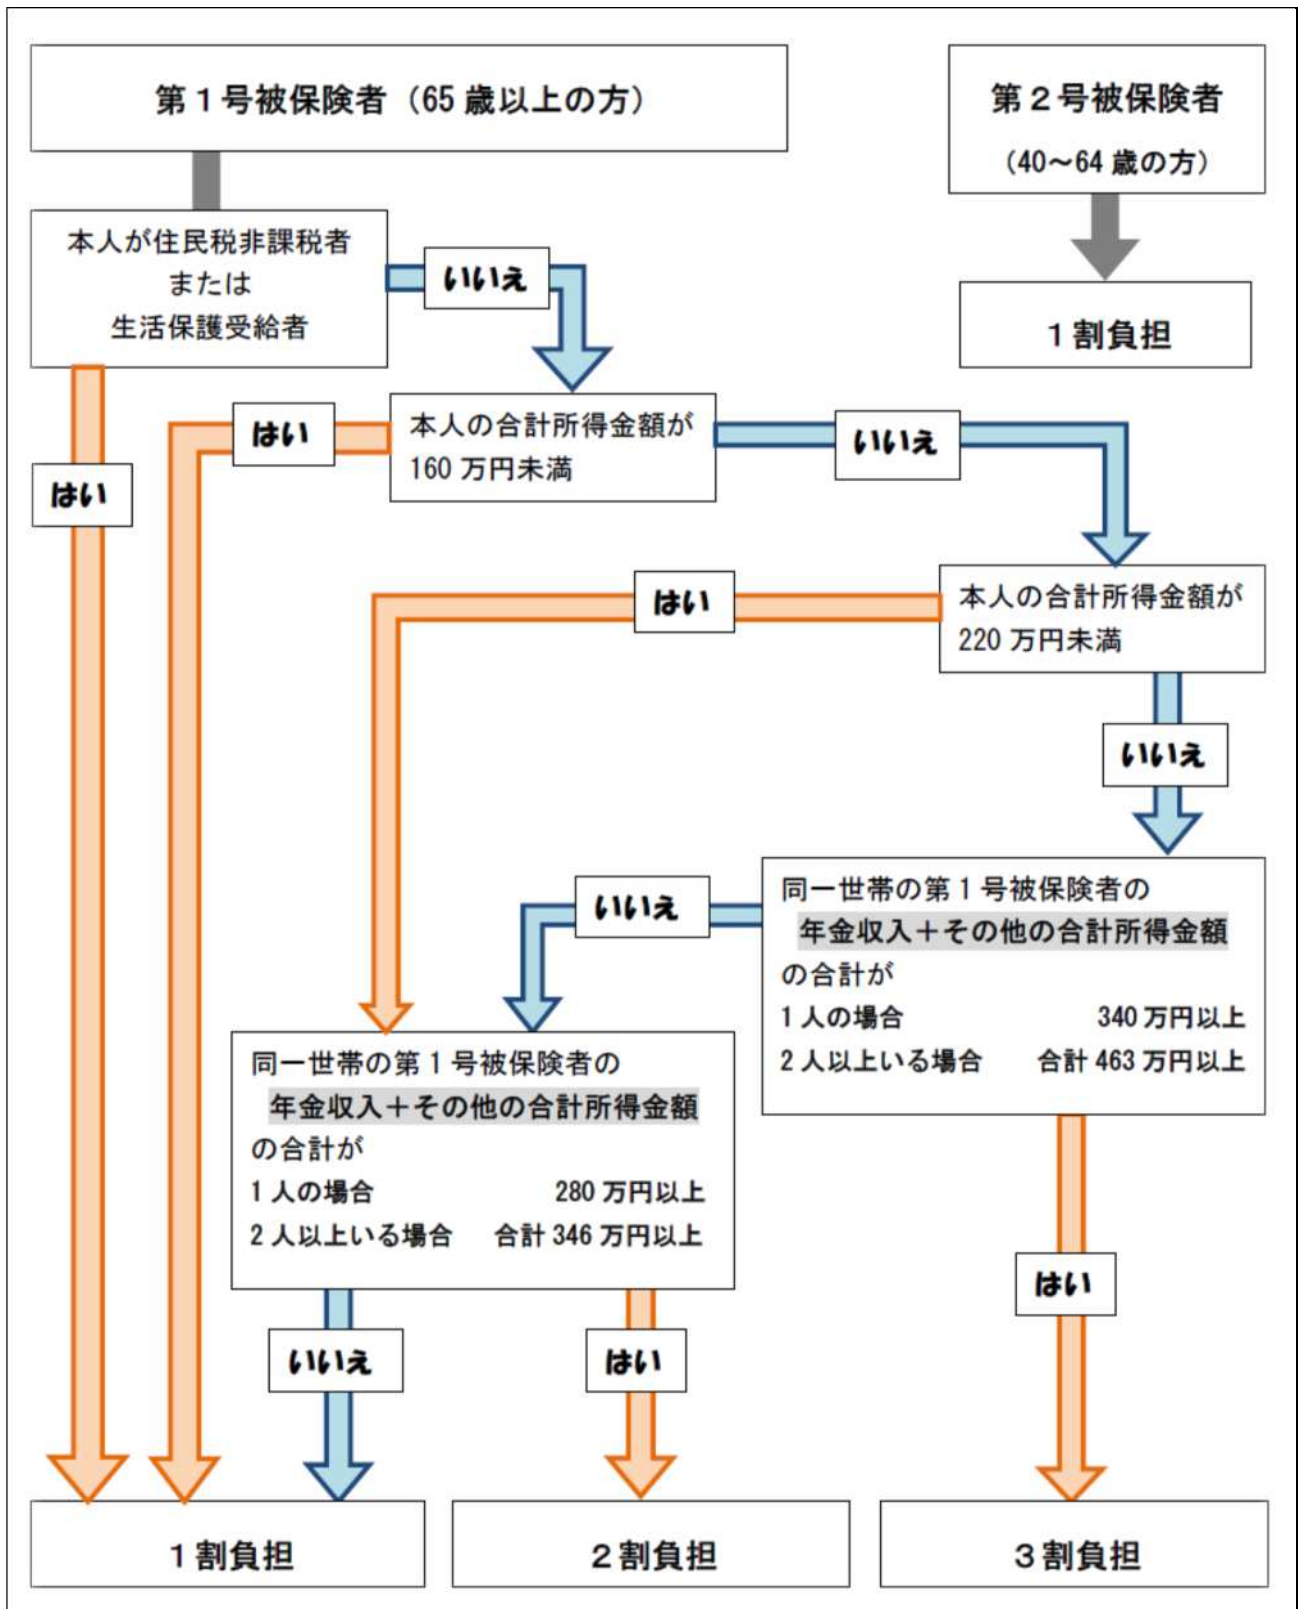 第１号被保険者（65 歳以上の方）
第２号被保険者
（40～64 歳の方）
１割負担
本人が住民税非課税者
または
生活保護受給者
いいえ
はい
本人の合計所得金額が
160 万円未満
はい
いいえ
本人の合計所得金額が
220 万円未満
はい
いいえ
同一世帯の第１号被保険者の
年金収入＋その他の合計所得金額
の合計が
１人の場合 340 万円以上
２人以上いる場合 合計 463 万円以上
いいえ
はい
同一世帯の第１号被保険者の
年金収入＋その他の合計所得金額
の合計が
１人の場合 280 万円以上
２人以上いる場合 合計 346 万円以上
いいえ
はい
１割負担
２割負担
３割負担